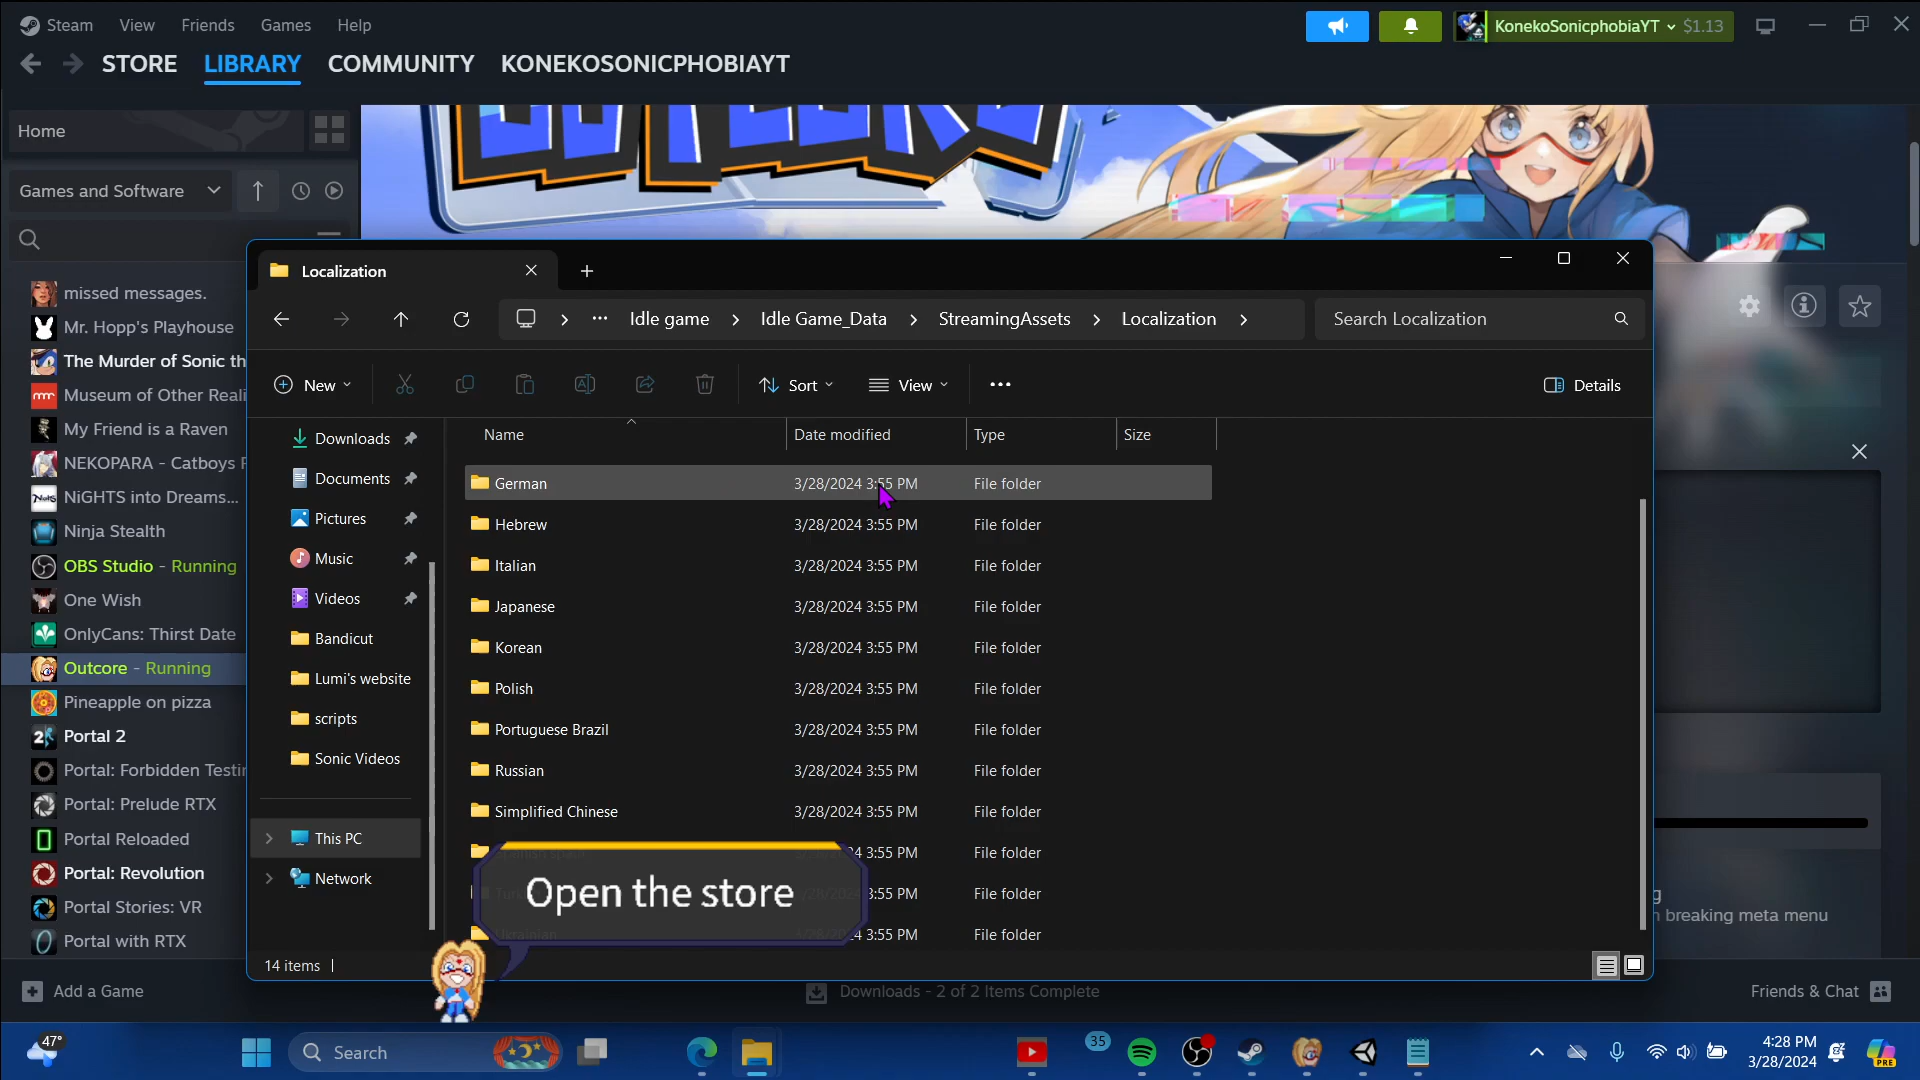 Steam View Friends Games Help
KonekoSonicphobiaYT $1.13
STORE LIBRARY COMMUNITY KONEKOSONICPHOBIAYT
Home
Games and Software
missed messages.
Mr. Hopp's Playhouse
The Murder of Sonic th
Museum of Other Reali
My Friend is a Raven
NEKOPARA - Catboys P
NiGHTS into Dreams...
Ninja Stealth
OBS Studio - Running
One Wish
OnlyCans: Thirst Date
Outcore - Running
Pineapple on pizza
Portal 2
Portal: Forbidden Testin
Portal: Prelude RTX
Portal Reloaded
Portal: Revolution
Portal Stories: VR
Portal with RTX
Add a Game
Localization
Idle game > Idle Game_Data > StreamingAssets > Localization >
Search Localization
New Sort View Details
Downloads
Documents
Pictures
Music
Videos
Bandicut
Lumi's website
scripts
Sonic Videos
This PC
Network
Name Date modified Type Size
German 3/28/2024 3:55 PM File folder
Hebrew 3/28/2024 3:55 PM File folder
Italian 3/28/2024 3:55 PM File folder
Japanese 3/28/2024 3:55 PM File folder
Korean 3/28/2024 3:55 PM File folder
Polish 3/28/2024 3:55 PM File folder
Portuguese Brazil 3/28/2024 3:55 PM File folder
Russian 3/28/2024 3:55 PM File folder
Simplified Chinese 3/28/2024 3:55 PM File folder
4 3:55 PM File folder
3:55 PM File folder
Ukrainian 4 3:55 PM File folder
Open the store
14 items
breaking meta menu
Downloads - 2 of 2 Items Complete
Friends & Chat
47°
Search
35
4:28 PM
3/28/2024
PRE